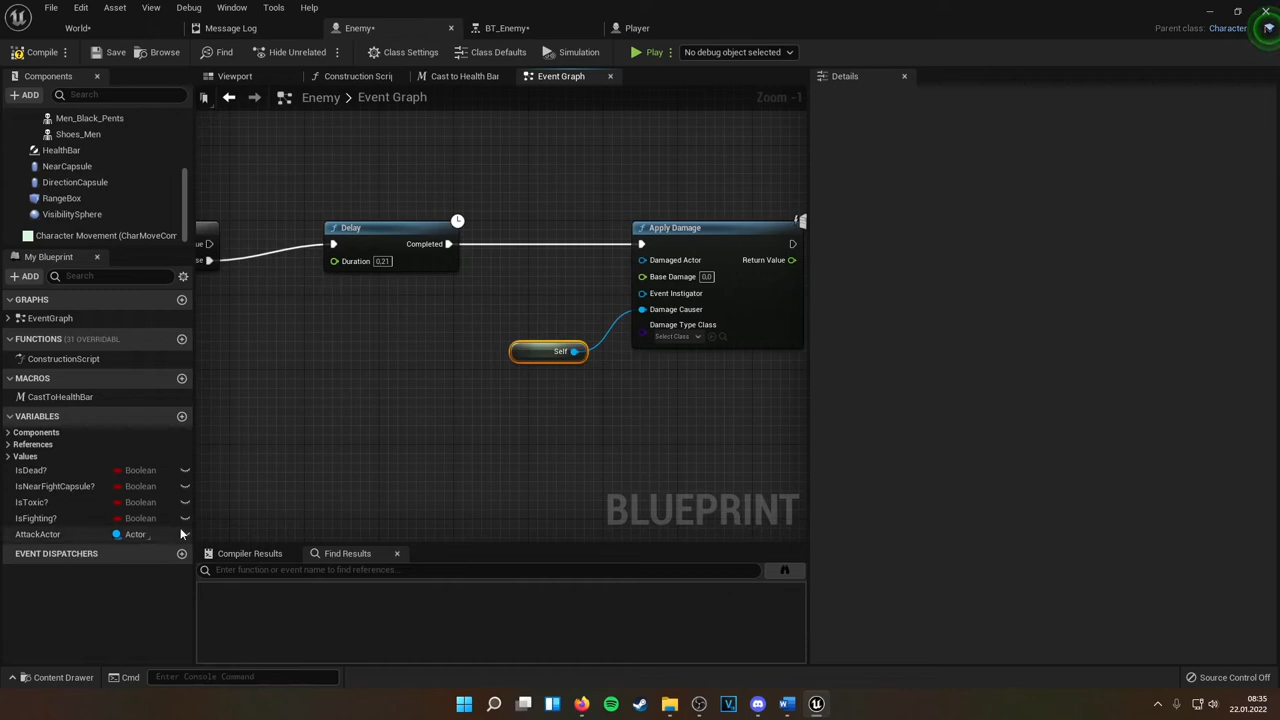 File
Edit
Asset
View
Debug
Window
Tools
Help
World*
Message Log
Enemy*
BT_Enemy*
Player
Parent class:
Character
Compile
Save
Browse
Find
Hide Unrelated
Class Settings
Class Defaults
Simulation
Play
No debug object selected
Components
Viewport
Construction Scrip
Cast to Health Bar
Event Graph
Details
ADD
Search
Enemy
Event Graph
Zoom -1
Men_Black_Pents
Shoes_Men
HealthBar
NearCapsule
DirectionCapsule
RangeBox
VisibilitySphere
Character Movement (CharMoveCom
My Blueprint
ADD
Search
GRAPHS
EventGraph
FUNCTIONS (31 OVERRIDABL
ConstructionScript
MACROS
CastToHealthBar
VARIABLES
Components
References
Values
IsDead?
Boolean
IsNearFightCapsule?
Boolean
IsToxic?
Boolean
IsFighting?
Boolean
AttackActor
Actor
EVENT DISPATCHERS
Delay
Completed
Duration
0,21
Apply Damage
Damaged Actor
Return Value
Base Damage
0,0
Event Instigator
Damage Causer
Damage Type Class
Select Class
Self
BLUEPRINT
Compiler Results
Find Results
Enter function or event name to find references...
Content Drawer
Cmd
Enter Console Command
Source Control Off
08:35
22.01.2022